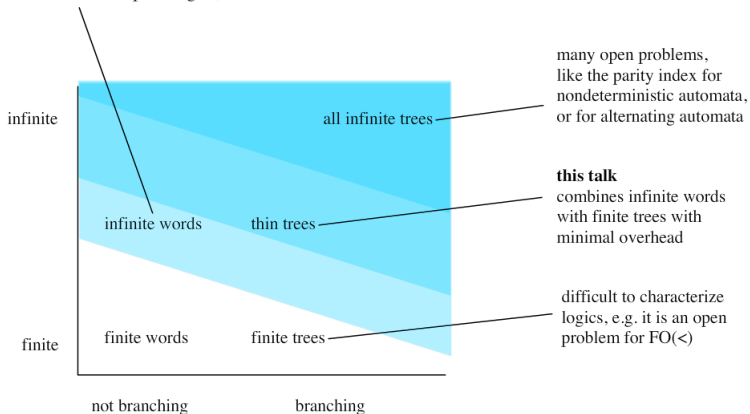 many open problems,
like the parity index for
nondeterministic automata,
or for alternating automata
infinite
all infinite trees
this talk
combines infinite words
with finite trees with
minimal overhead
infinite words
thin trees
difficult to characterize
logics, e.g. it is an open
problem for FO(<)
finite words
finite trees
finite
not branching
branching